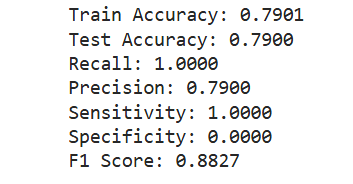 Train Accuracy: 0.7901
Test Accuracy: 0.7900
Recall: 1.0000
Precision: 0.7900
Sensitivity: 1.0000
Specificity: 0.0000
F1 Score: 0.8827